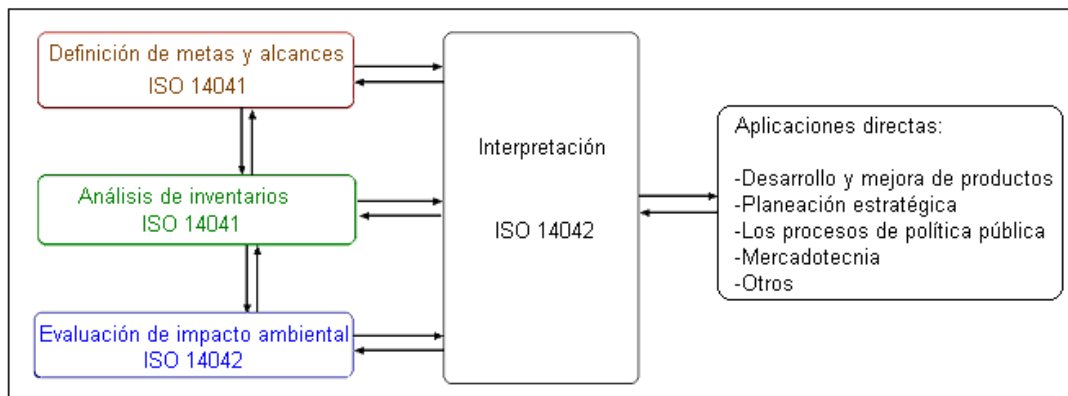 Definición de metas y alcances
ISO 14041
Análisis de inventarios
ISO 14041
Evaluación de impacto ambiental
ISO 14042
Interpretación
ISO 14042
Aplicaciones directas:
-Desarrollo y mejora de productos
-Planeación estratégica
-Los procesos de política pública
-Mercadotecnia
-Otros